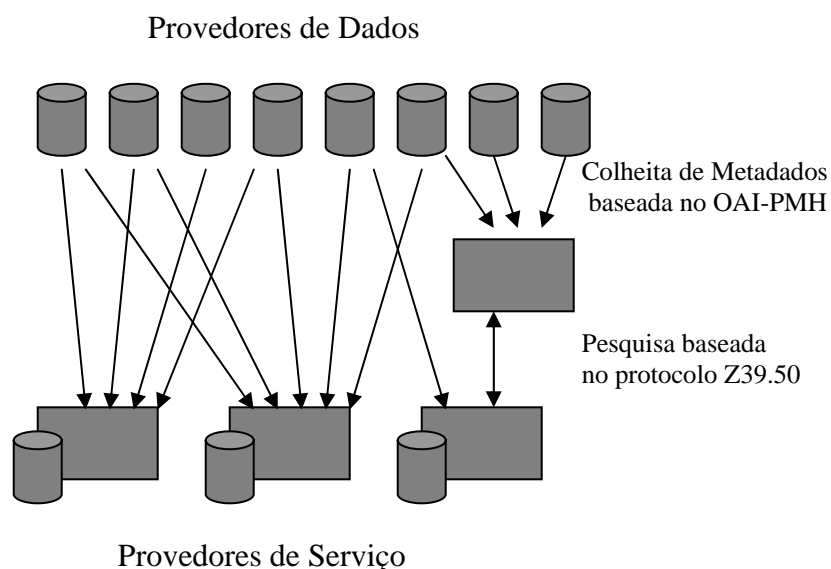 Provedores de Dados
Colheita de Metadados
baseada no OAI-PMH
Pesquisa baseada
no protocolo Z39.50
Provedores de Serviço